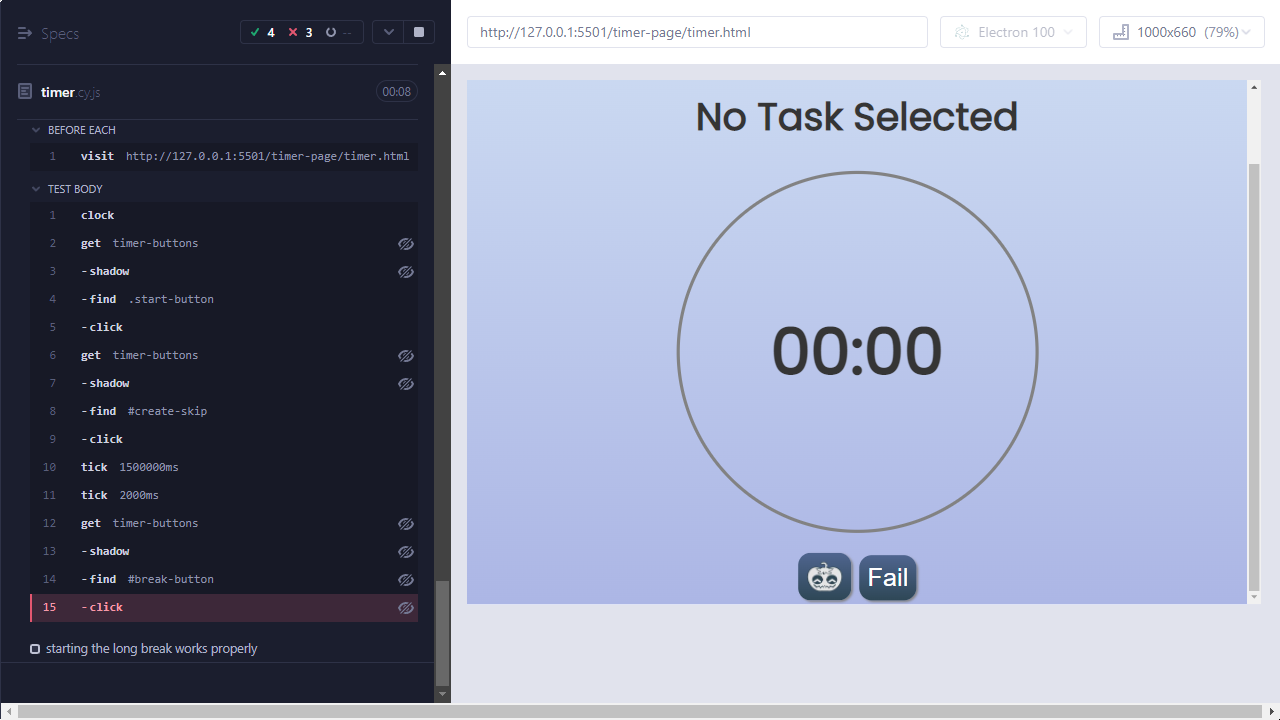 Specs
4 3 --
timer.cy.js 00:08
BEFORE EACH
1 visit http://127.0.0.1:5501/timer-page/timer.html
TEST BODY
1 clock
2 get timer-buttons
3 -shadow
4 -find .start-button
5 -click
6 get timer-buttons
7 -shadow
8 -find #create-skip
9 -click
10 tick 1500000ms
11 tick 2000ms
12 get timer-buttons
13 -shadow
14 -find #break-button
15 -click
starting the long break works properly
http://127.0.0.1:5501/timer-page/timer.html
Electron 100
1000x660 (79%)
No Task Selected
00:00
Fail